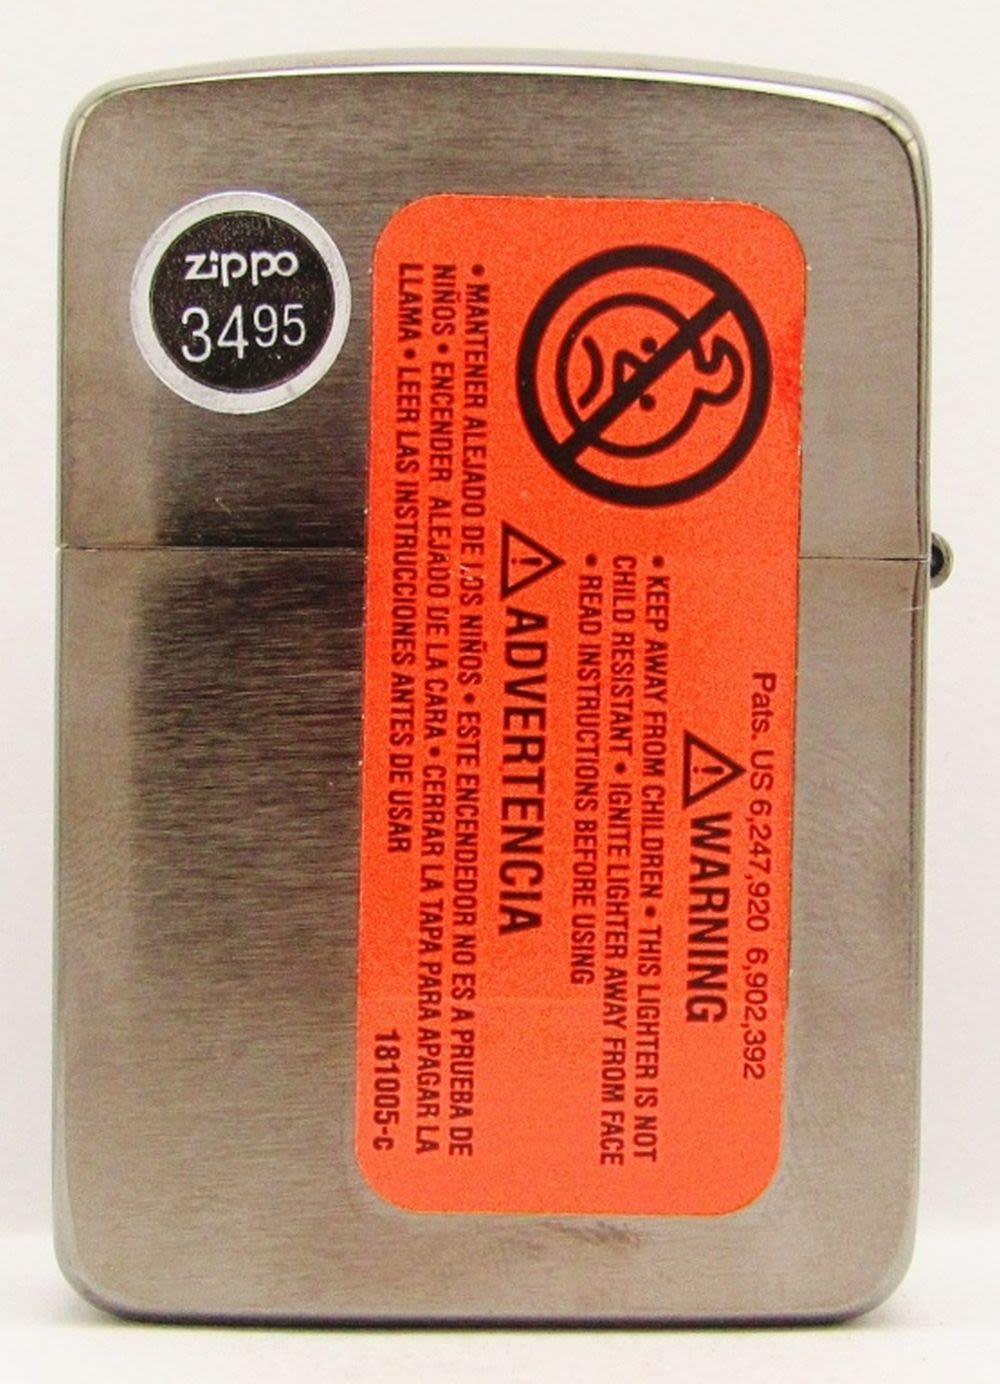 zippo
3495
Pats. US 6,247,920 6,902,392
WARNING
• KEEP AWAY FROM CHILDREN • THIS LIGHTER IS NOT
CHILD RESISTANT • IGNITE LIGHTER AWAY FROM FACE
• READ INSTRUCTIONS BEFORE USING
ADVERTENCIA
• MANTENER ALEJADO DE LOS NIÑOS • ESTE ENCENDEDOR NO ES A PRUEBA DE
NIÑOS • ENCENDER ALEJADO DE LA CARA • CERRAR LA TAPA PARA APAGAR LA
LLAMA • LEER LAS INSTRUCIONES ANTES DE USAR
181005-c